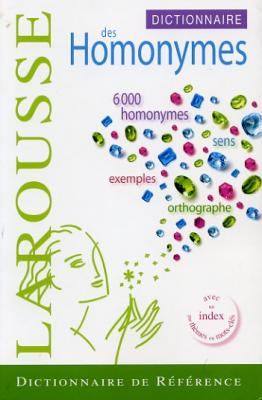 LAROUSSE
DICTIONNAIRE
des
Homonymes
6 000
homonymes
sens
exemples
orthographe
avec
un
index
par thèmes et mots-clés
DICTIONNAIRE DE RÉFÉRENCE